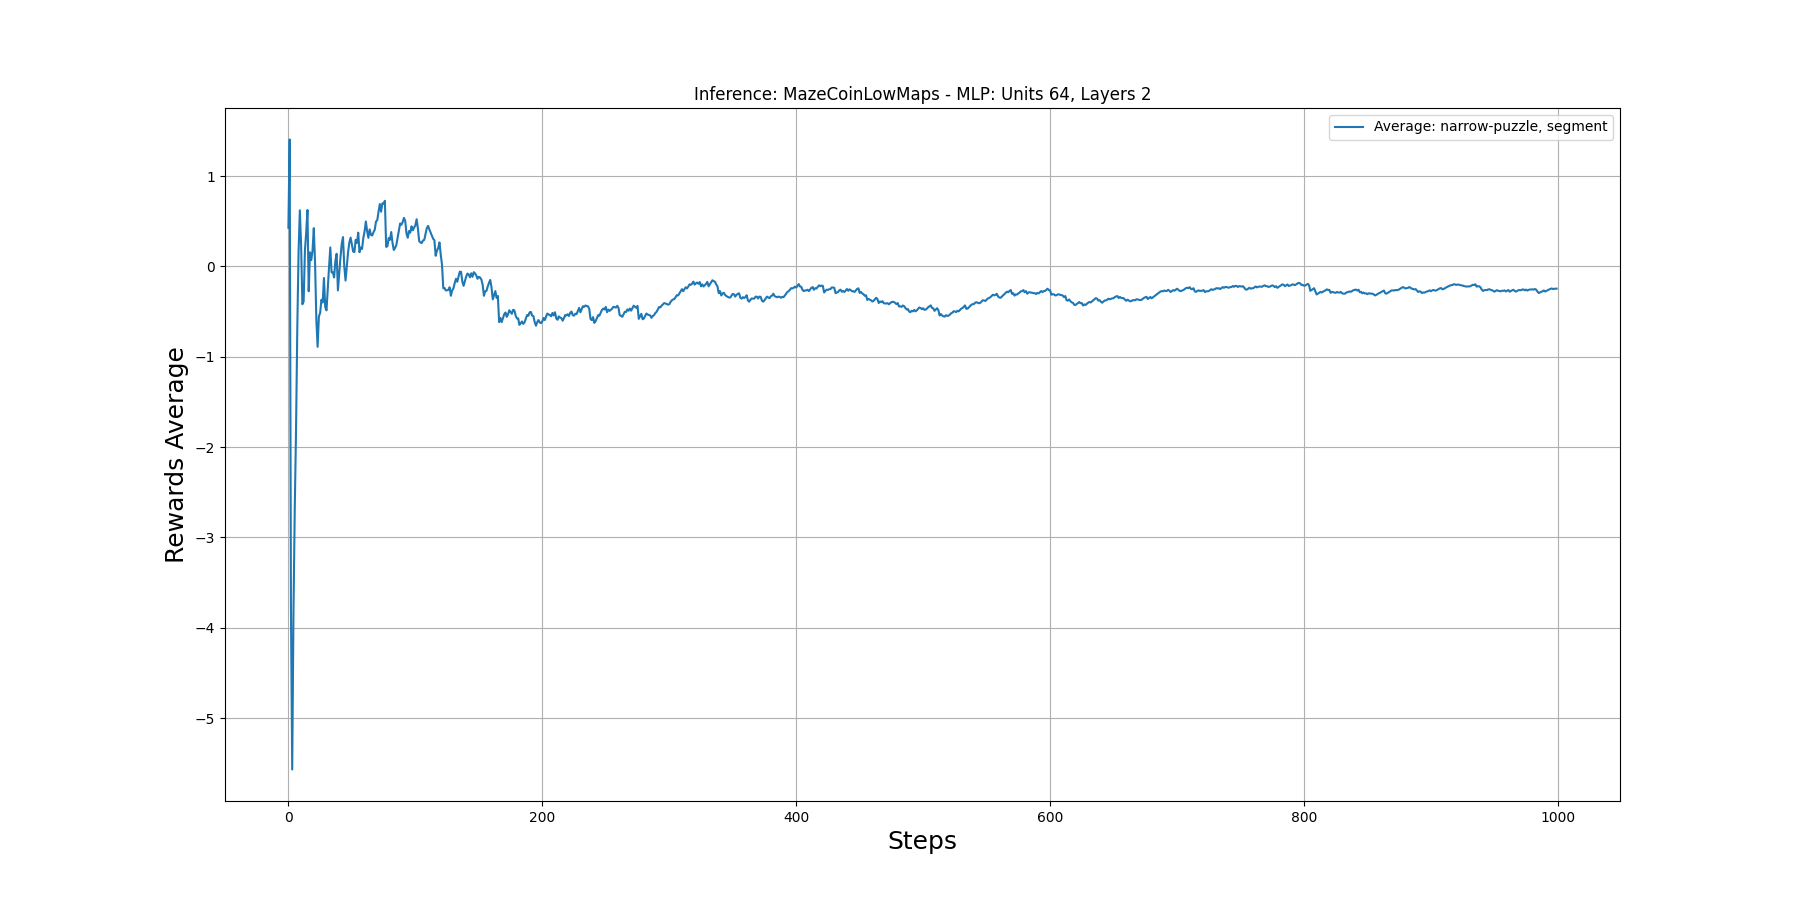 Inference: MazeCoinLowMaps - MLP: Units 64, Layers 2
Average: narrow-puzzle, segment
Rewards Average
1
0
−1
−2
−3
−4
−5
0 200 400 600 800 1000
Steps